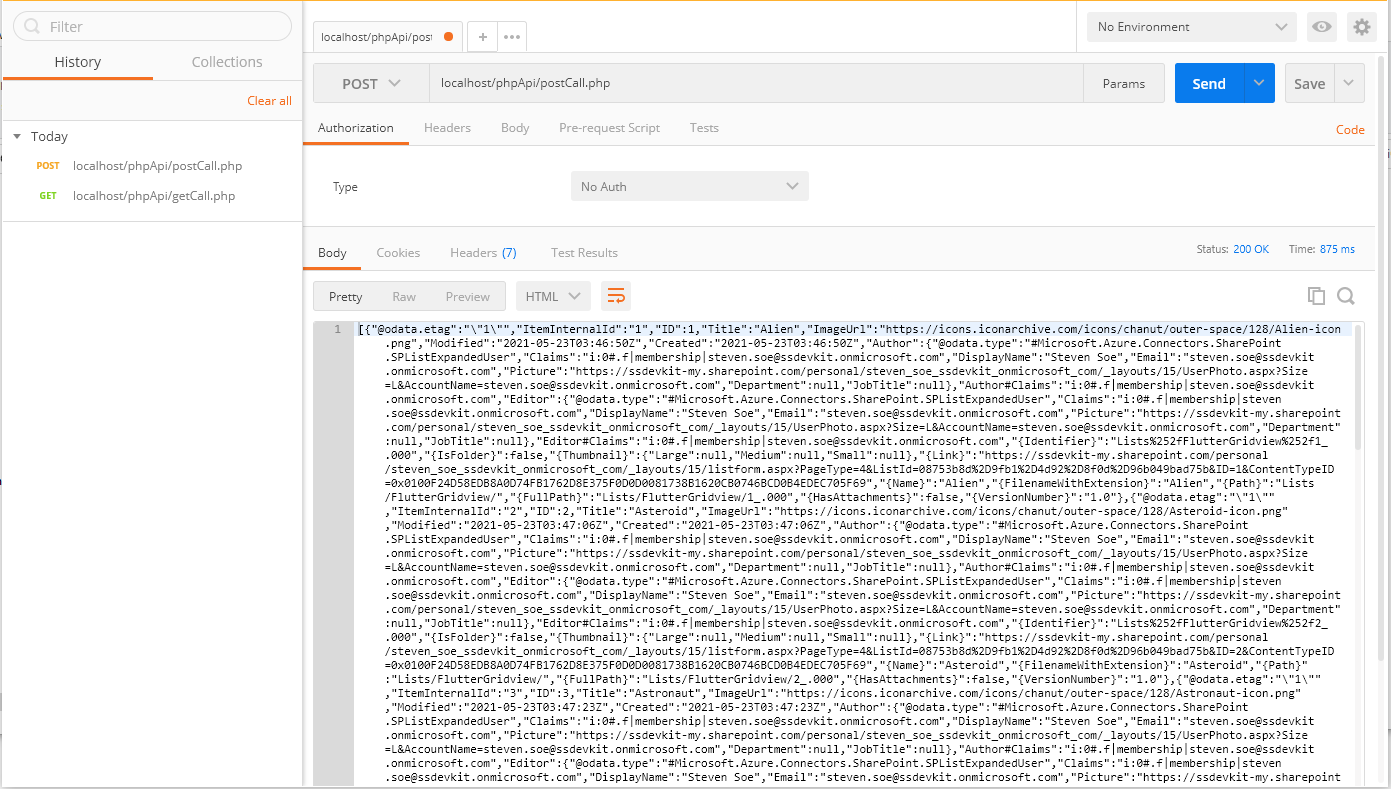 Filter
History
Collections
Clear all
Today
POST localhost/phpApi/postCall.php
GET localhost/phpApi/getCall.php
localhost/phpApi/post
No Environment
POST
localhost/phpApi/postCall.php
Params
Send
Save
Authorization
Headers
Body
Pre-request Script
Tests
Code
Type
No Auth
Body
Cookies
Headers (7)
Test Results
Status: 200 OK
Time: 875 ms
Pretty
Raw
Preview
HTML
1 [{"@odata.etag":"\"1\"","ItemInternalId":"1","ID":1,"Title":"Alien","ImageUrl":"https://icons.iconarchive.com/icons/chanut/outer-space/128/Alien-icon
.png","Modified":"2021-05-23T03:46:50Z","Created":"2021-05-23T03:46:50Z","Author":{"@odata.type":"#Microsoft.Azure.Connectors.SharePoint
.SPListExpandedUser","Claims":"i:0#.f|membership|steven.soe@ssdevkit.onmicrosoft.com","DisplayName":"Steven Soe","Email":"steven.soe@ssdevkit
.onmicrosoft.com","Picture":"https://ssdevkit-my.sharepoint.com/personal/steven_soe_ssdevkit_onmicrosoft_com/_layouts/15/UserPhoto.aspx?Size
=L&AccountName=steven.soe@ssdevkit.onmicrosoft.com","Department":null,"JobTitle":null},"Author#Claims":"i:0#.f|membership|steven.soe@ssdevkit
.onmicrosoft.com","Editor":{"@odata.type":"#Microsoft.Azure.Connectors.SharePoint.SPListExpandedUser","Claims":"i:0#.f|membership|steven
.soe@ssdevkit.onmicrosoft.com","DisplayName":"Steven Soe","Email":"steven.soe@ssdevkit.onmicrosoft.com","Picture":"https://ssdevkit-my.sharepoint
.com/personal/steven_soe_ssdevkit_onmicrosoft_com/_layouts/15/UserPhoto.aspx?Size=L&AccountName=steven.soe@ssdevkit.onmicrosoft.com","Department"
:null,"JobTitle":null},"Editor#Claims":"i:0#.f|membership|steven.soe@ssdevkit.onmicrosoft.com","{Identifier}":"Lists%252fFlutterGridview%252f1_
.000","{IsFolder}":false,"{Thumbnail}":{"Large":null,"Medium":null,"Small":null},"{Link}":"https://ssdevkit-my.sharepoint.com/personal
/steven_soe_ssdevkit_onmicrosoft_com/_layouts/15/listform.aspx?PageType=4&ListId=08753b8d%2D9fb1%2D4d92%2D8f0d%2D96b049bad75b&ID=1&ContentTypeID
=0x0100F24D58EDB8A0D74FB1762D8E375F0D0D0081738B1620CB0746BCD0B4EDEC705F69","{Name}":"Alien","{FilenameWithExtension}":"Alien","{Path}":"Lists
/FlutterGridview/","{FullPath}":"Lists/FlutterGridview/1_.000","{HasAttachments}":false,"{VersionNumber}":"1.0"},{"@odata.etag":"\"1\""
,"ItemInternalId":"2","ID":2,"Title":"Asteroid","ImageUrl":"https://icons.iconarchive.com/icons/chanut/outer-space/128/Asteroid-icon.png"
,"Modified":"2021-05-23T03:47:06Z","Created":"2021-05-23T03:47:06Z","Author":{"@odata.type":"#Microsoft.Azure.Connectors.SharePoint
.SPListExpandedUser","Claims":"i:0#.f|membership|steven.soe@ssdevkit.onmicrosoft.com","DisplayName":"Steven Soe","Email":"steven.soe@ssdevkit
.onmicrosoft.com","Picture":"https://ssdevkit-my.sharepoint.com/personal/steven_soe_ssdevkit_onmicrosoft_com/_layouts/15/UserPhoto.aspx?Size
=L&AccountName=steven.soe@ssdevkit.onmicrosoft.com","Department":null,"JobTitle":null},"Author#Claims":"i:0#.f|membership|steven.soe@ssdevkit
.onmicrosoft.com","Editor":{"@odata.type":"#Microsoft.Azure.Connectors.SharePoint.SPListExpandedUser","Claims":"i:0#.f|membership|steven
.soe@ssdevkit.onmicrosoft.com","DisplayName":"Steven Soe","Email":"steven.soe@ssdevkit.onmicrosoft.com","Picture":"https://ssdevkit-my.sharepoint
.com/personal/steven_soe_ssdevkit_onmicrosoft_com/_layouts/15/UserPhoto.aspx?Size=L&AccountName=steven.soe@ssdevkit.onmicrosoft.com","Department"
:null,"JobTitle":null},"Editor#Claims":"i:0#.f|membership|steven.soe@ssdevkit.onmicrosoft.com","{Identifier}":"Lists%252fFlutterGridview%252f2_
.000","{IsFolder}":false,"{Thumbnail}":{"Large":null,"Medium":null,"Small":null},"{Link}":"https://ssdevkit-my.sharepoint.com/personal
/steven_soe_ssdevkit_onmicrosoft_com/_layouts/15/listform.aspx?PageType=4&ListId=08753b8d%2D9fb1%2D4d92%2D8f0d%2D96b049bad75b&ID=2&ContentTypeID
=0x0100F24D58EDB8A0D74FB1762D8E375F0D0D0081738B1620CB0746BCD0B4EDEC705F69","{Name}":"Asteroid","{FilenameWithExtension}":"Asteroid","{Path}"
:"Lists/FlutterGridview/","{FullPath}":"Lists/FlutterGridview/2_.000","{HasAttachments}":false,"{VersionNumber}":"1.0"},{"@odata.etag":"\"1\""
,"ItemInternalId":"3","ID":3,"Title":"Astronaut","ImageUrl":"https://icons.iconarchive.com/icons/chanut/outer-space/128/Astronaut-icon.png"
,"Modified":"2021-05-23T03:47:23Z","Created":"2021-05-23T03:47:23Z","Author":{"@odata.type":"#Microsoft.Azure.Connectors.SharePoint
.SPListExpandedUser","Claims":"i:0#.f|membership|steven.soe@ssdevkit.onmicrosoft.com","DisplayName":"Steven Soe","Email":"steven.soe@ssdevkit
.onmicrosoft.com","Picture":"https://ssdevkit-my.sharepoint.com/personal/steven_soe_ssdevkit_onmicrosoft_com/_layouts/15/UserPhoto.aspx?Size
=L&AccountName=steven.soe@ssdevkit.onmicrosoft.com","Department":null,"JobTitle":null},"Author#Claims":"i:0#.f|membership|steven.soe@ssdevkit
.onmicrosoft.com","Editor":{"@odata.type":"#Microsoft.Azure.Connectors.SharePoint.SPListExpandedUser","Claims":"i:0#.f|membership|steven
.soe@ssdevkit.onmicrosoft.com","DisplayName":"Steven Soe","Email":"steven.soe@ssdevkit.onmicrosoft.com","Picture":"https://ssdevkit-my.sharepoint